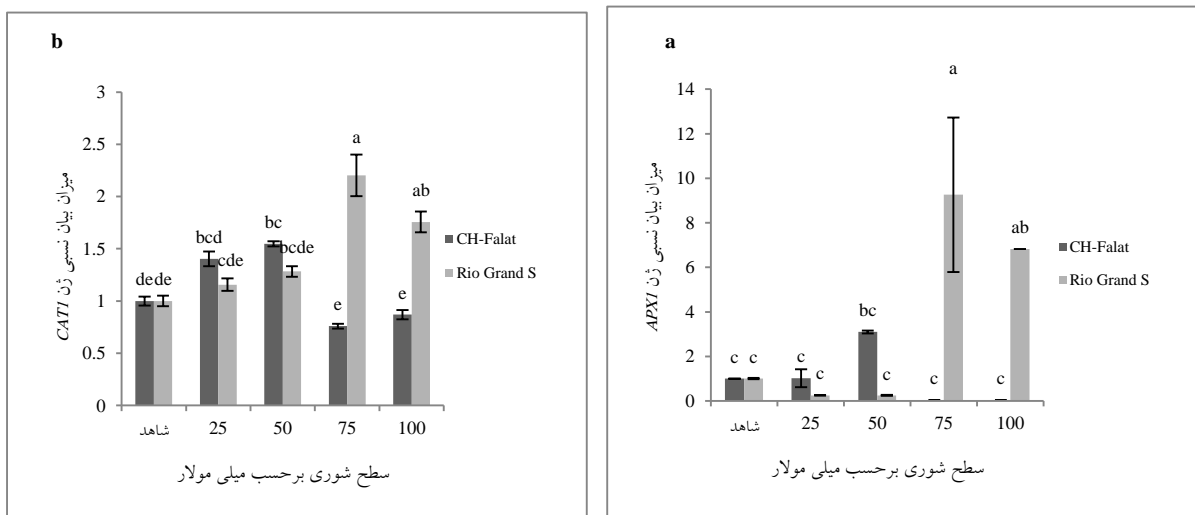 b
میزان بیان نسبی ژن CAT1
3
2.5
2
1.5
1
0.5
0
de de
bcd
cde
bc
bcde
e
a
e
ab
CH-Falat
Rio Grand S
شاهد 25 50 75 100
سطح شوری برحسب میلی مولار
a
میزان بیان نسبی ژن APX1
14
12
10
8
6
4
2
0
c c
c
c
bc
c
c
a
c
ab
CH-Falat
Rio Grand S
شاهد 25 50 75 100
سطح شوری برحسب میلی مولار